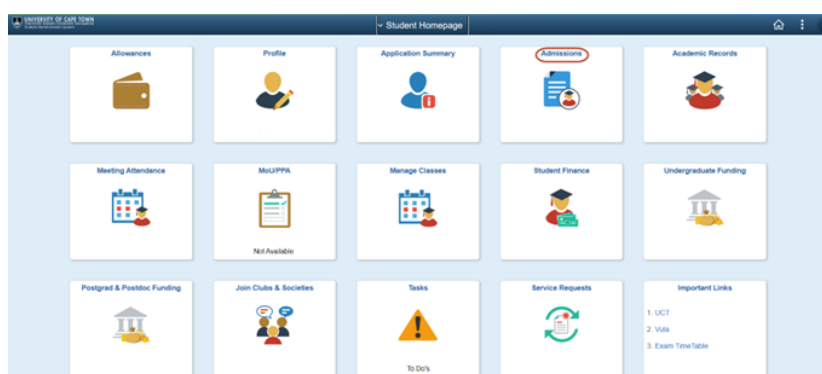 UNIVERSITY OF CAPE TOWN
Student Homepage
Allowances
Profile
Application Summary
Admissions
Academic Records
Meeting Attendance
MoU/PPA
Manage Classes
Student Finance
Undergraduate Funding
Not Available
Postgrad & Postdoc Funding
Join Clubs & Societies
Tasks
Service Requests
Important Links
1. UCT
2. Vula
3. Exam TimeTable
To Do's